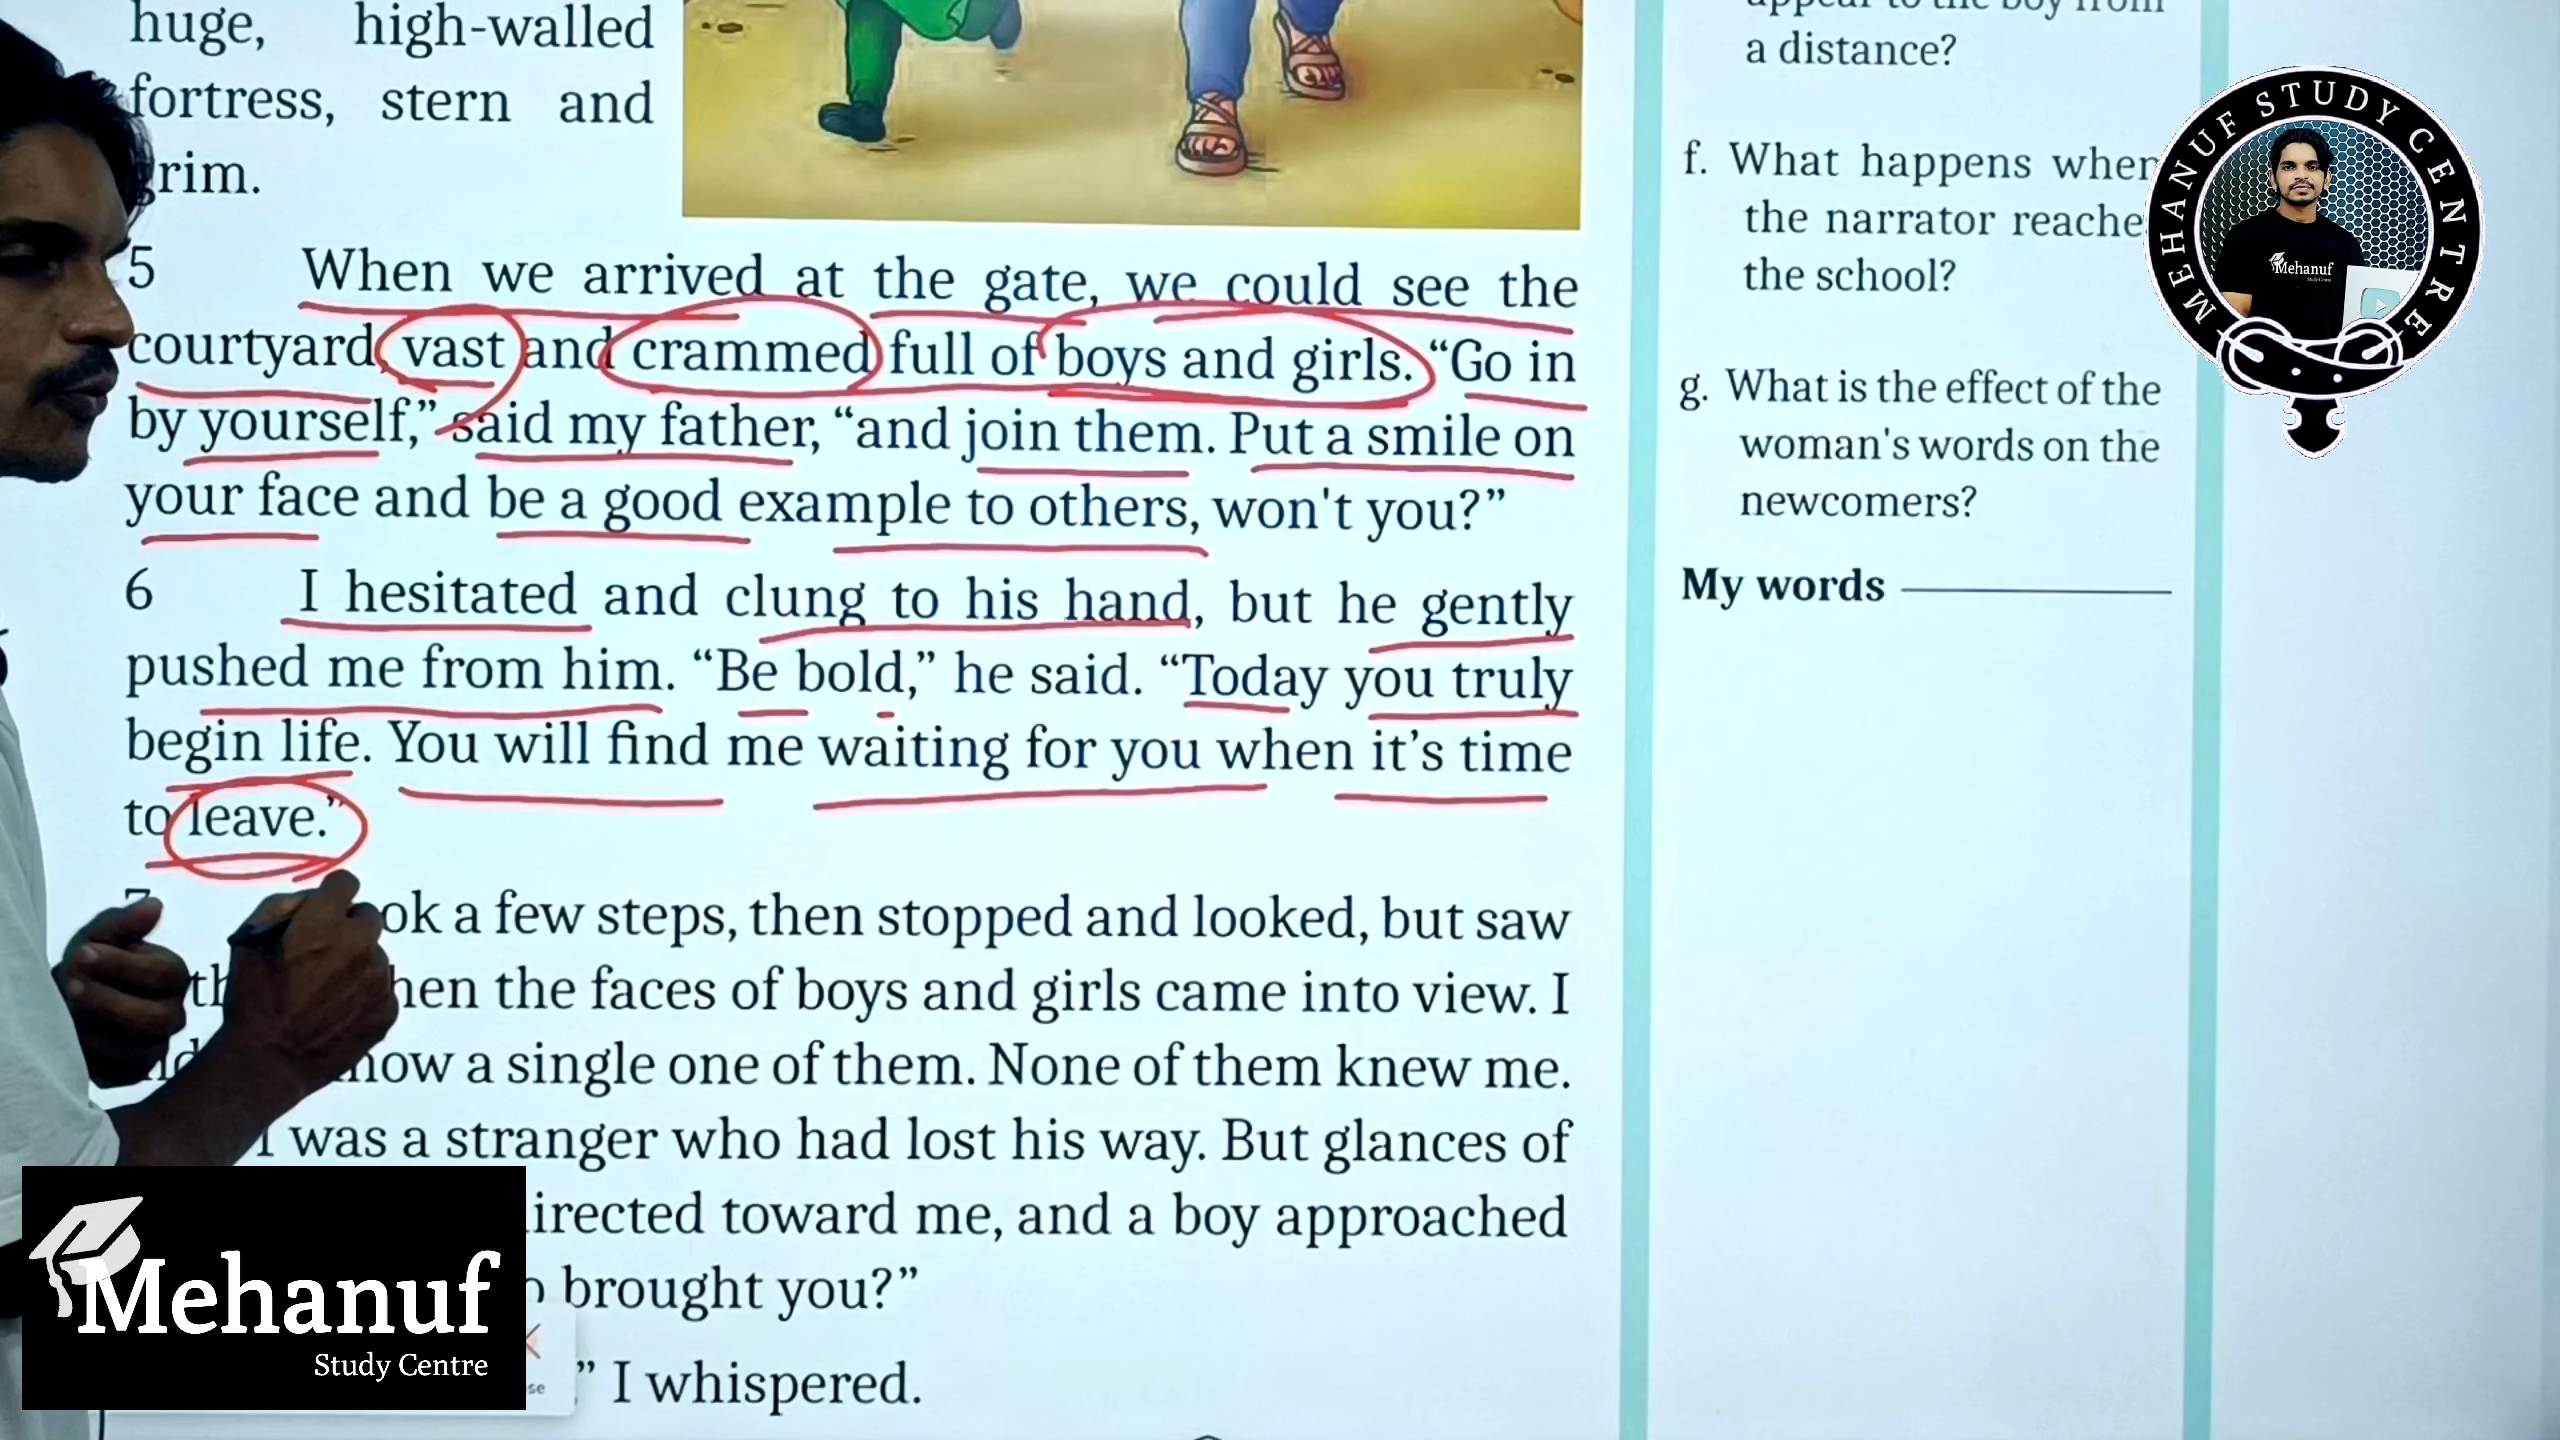 huge, high-walled
fortress, stern and
grim.
5 When we arrived at the gate, we could see the
courtyard, vast and crammed full of boys and girls. “Go in
by yourself,” said my father, “and join them. Put a smile on
your face and be a good example to others, won't you?”
6 I hesitated and clung to his hand, but he gently
pushed me from him. “Be bold,” he said. “Today you truly
begin life. You will find me waiting for you when it’s time
to leave.”
a few steps, then stopped and looked, but saw
the faces of boys and girls came into view. I
a single one of them. None of them knew me.
I was a stranger who had lost his way. But glances of
toward me, and a boy approached
brought you?”
” I whispered.
a distance?
f. What happens when
the narrator
the school?
g. What is the effect of the
woman's words on the
newcomers?
My words
MEHANUF STUDY CENTRE
Mehanuf
Mehanuf
Study Centre